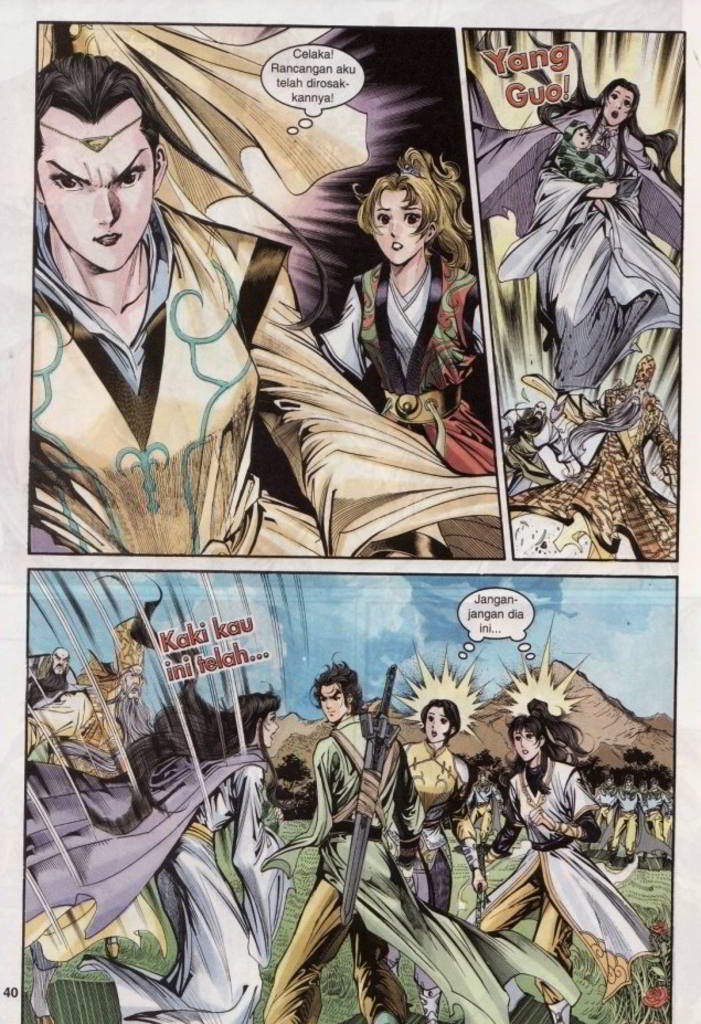 Celaka!
Rancangan aku
telah dirosak-
kannya!
Yang
Guo!
Kaki kau
ini telah...
Jangan-
jangan dia
ini...
40